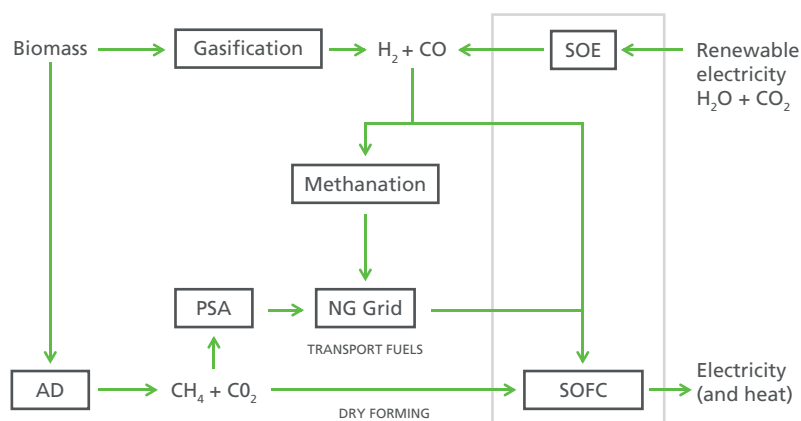 Biomass
Gasification
H₂ + CO
SOE
Renewable
electricity
H₂O + CO₂
Methanation
PSA
NG Grid
TRANSPORT FUELS
AD
CH₄ + C0₂
DRY FORMING
SOFC
Electricity
(and heat)